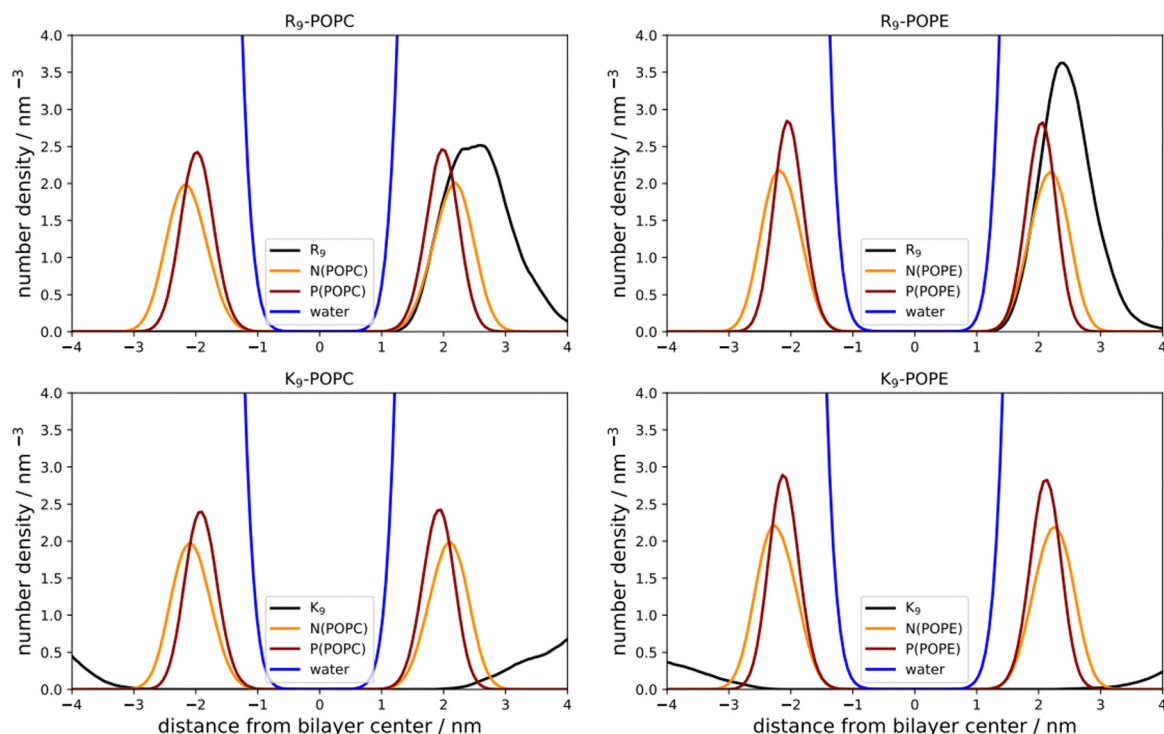 R₉-POPC
number density / nm ⁻³
4.0
3.5
3.0
2.5
2.0
1.5
1.0
0.5
0.0
R₉
N(POPC)
P(POPC)
water
−4 −3 −2 −1 0 1 2 3 4
R₉-POPE
number density / nm ⁻³
4.0
3.5
3.0
2.5
2.0
1.5
1.0
0.5
0.0
R₉
N(POPE)
P(POPE)
water
−4 −3 −2 −1 0 1 2 3 4
K₉-POPC
number density / nm ⁻³
4.0
3.5
3.0
2.5
2.0
1.5
1.0
0.5
0.0
K₉
N(POPC)
P(POPC)
water
−4 −3 −2 −1 0 1 2 3 4
distance from bilayer center / nm
K₉-POPE
number density / nm ⁻³
4.0
3.5
3.0
2.5
2.0
1.5
1.0
0.5
0.0
K₉
N(POPE)
P(POPE)
water
−4 −3 −2 −1 0 1 2 3 4
distance from bilayer center / nm